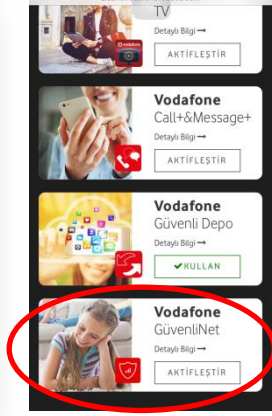 TV
Detaylı Bilgi →
AKTİFLEŞTİR
Vodafone
Call+&Message+
Detaylı Bilgi →
AKTİFLEŞTİR
Vodafone
Güvenli Depo
Detaylı Bilgi →
✔KULLAN
Vodafone
GüvenliNet
Detaylı Bilgi →
AKTİFLEŞTİR